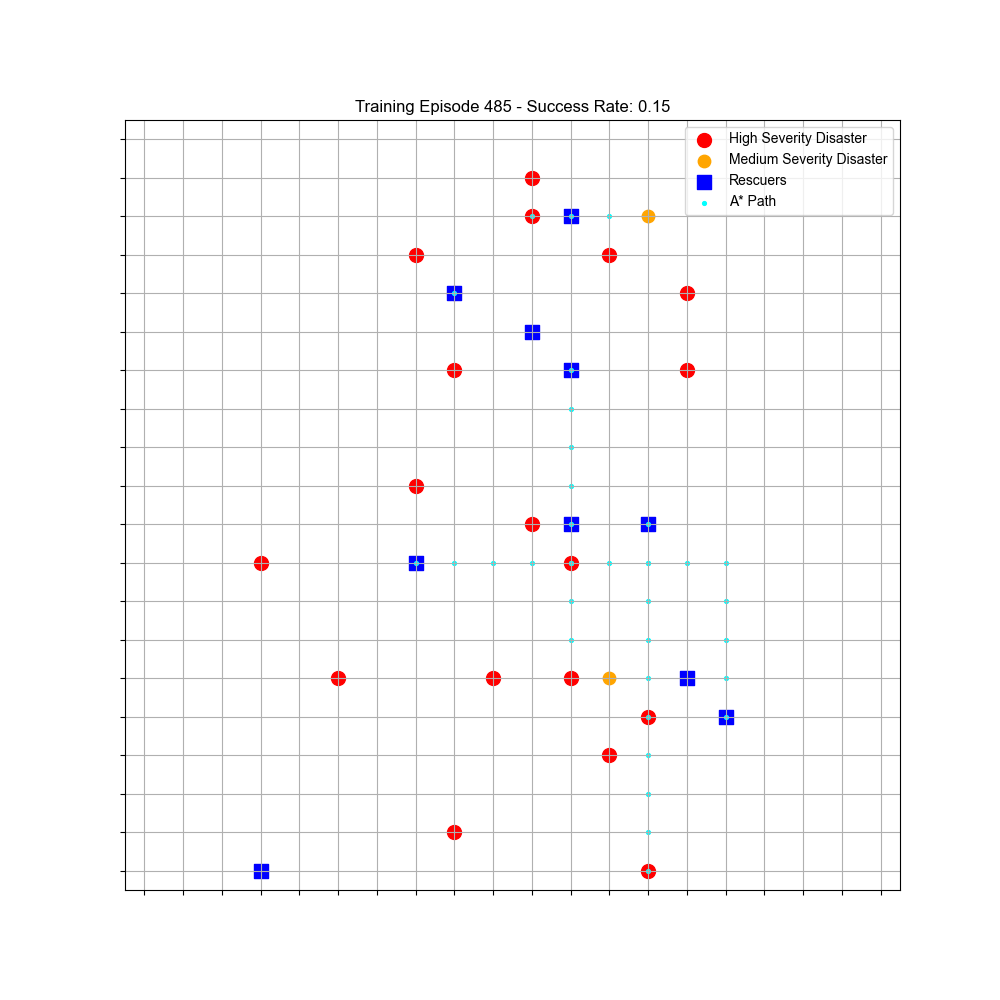 Training Episode 485 - Success Rate: 0.15
High Severity Disaster
Medium Severity Disaster
Rescuers
A* Path